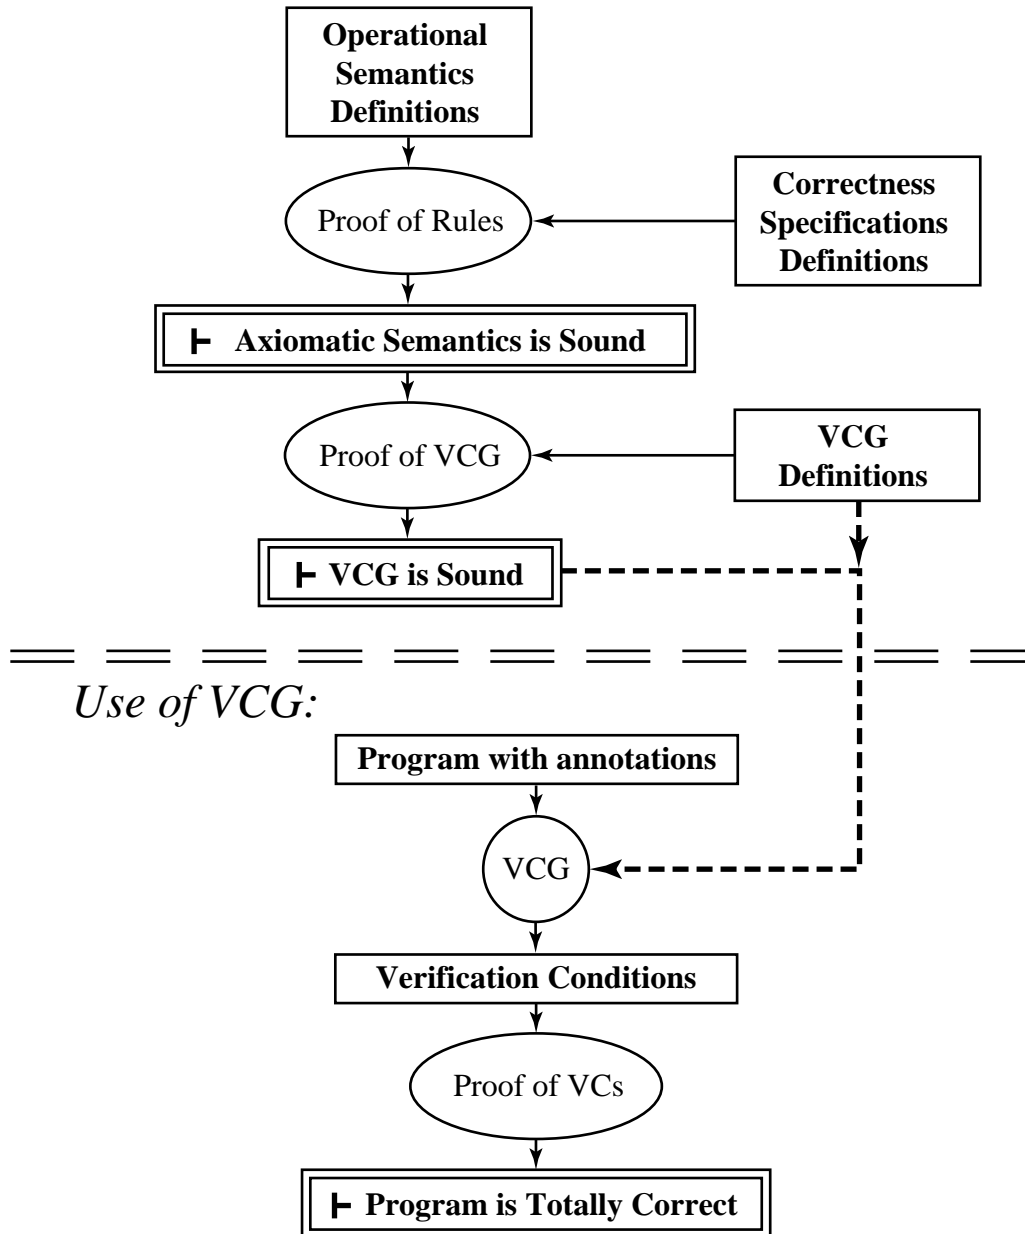 Operational
Semantics
Definitions
Proof of Rules
Correctness
Specifications
Definitions
⊢ Axiomatic Semantics is Sound
Proof of VCG
VCG
Definitions
⊢ VCG is Sound
Use of VCG:
Program with annotations
VCG
Verification Conditions
Proof of VCs
⊢ Program is Totally Correct